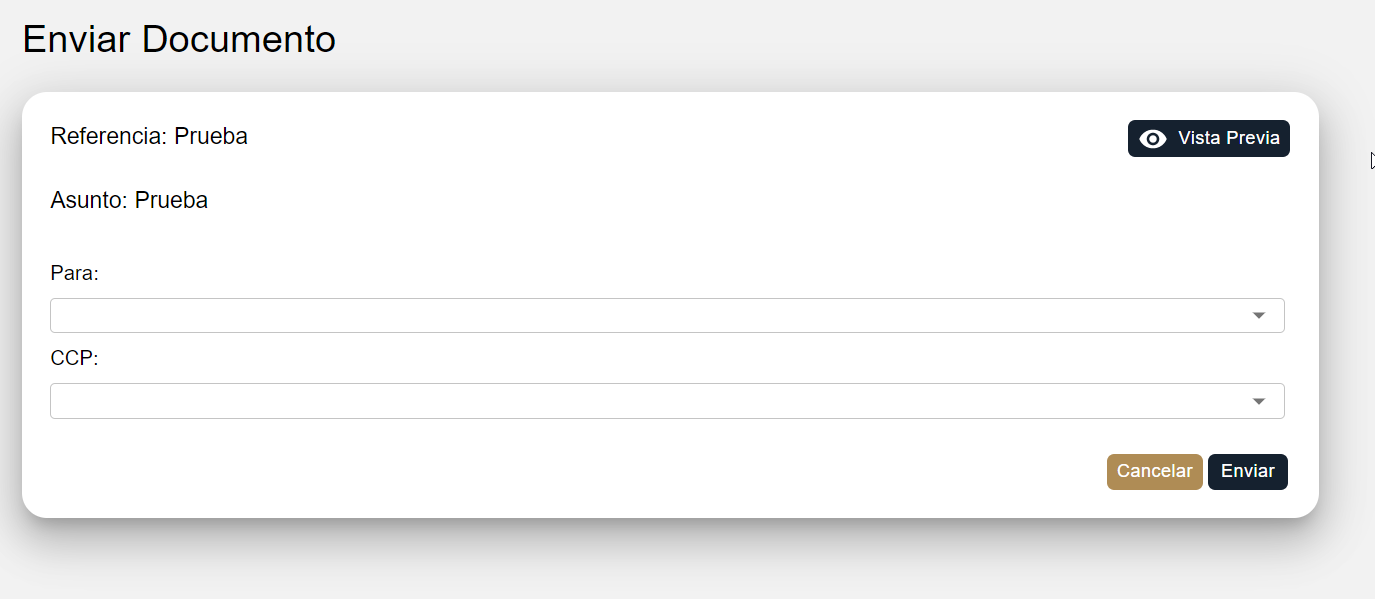 Enviar Documento
Referencia: Prueba
Vista Previa
Asunto: Prueba
Para:
CCP:
Cancelar
Enviar